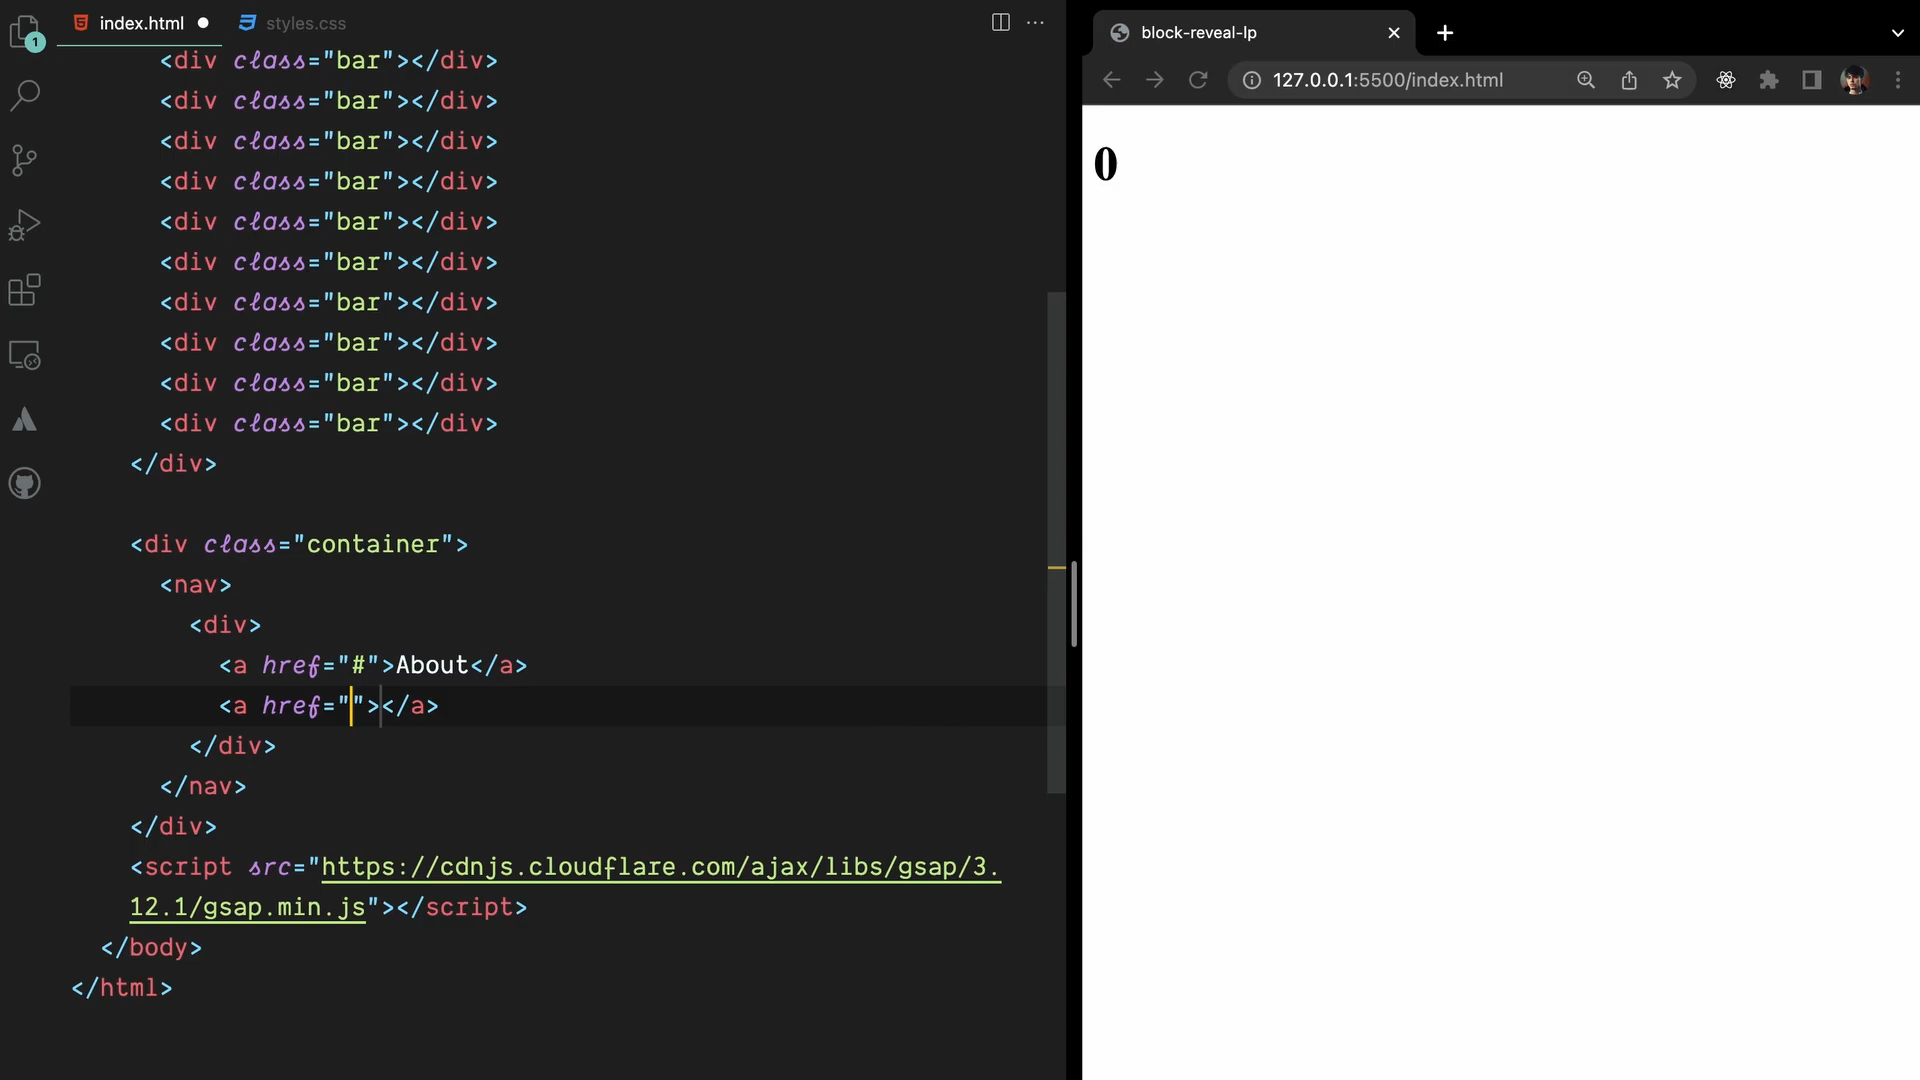 index.html
styles.css
block-reveal-lp
127.0.0.1:5500/index.html
1
<div class="bar"></div>
<div class="bar"></div>
<div class="bar"></div>
<div class="bar"></div>
<div class="bar"></div>
<div class="bar"></div>
<div class="bar"></div>
<div class="bar"></div>
<div class="bar"></div>
<div class="bar"></div>
</div>
<div class="container">
<nav>
<div>
<a href="#">About</a>
<a href=""></a>
</div>
</nav>
</div>
<script src="https://cdnjs.cloudflare.com/ajax/libs/gsap/3.
12.1/gsap.min.js"></script>
</body>
</html>
0